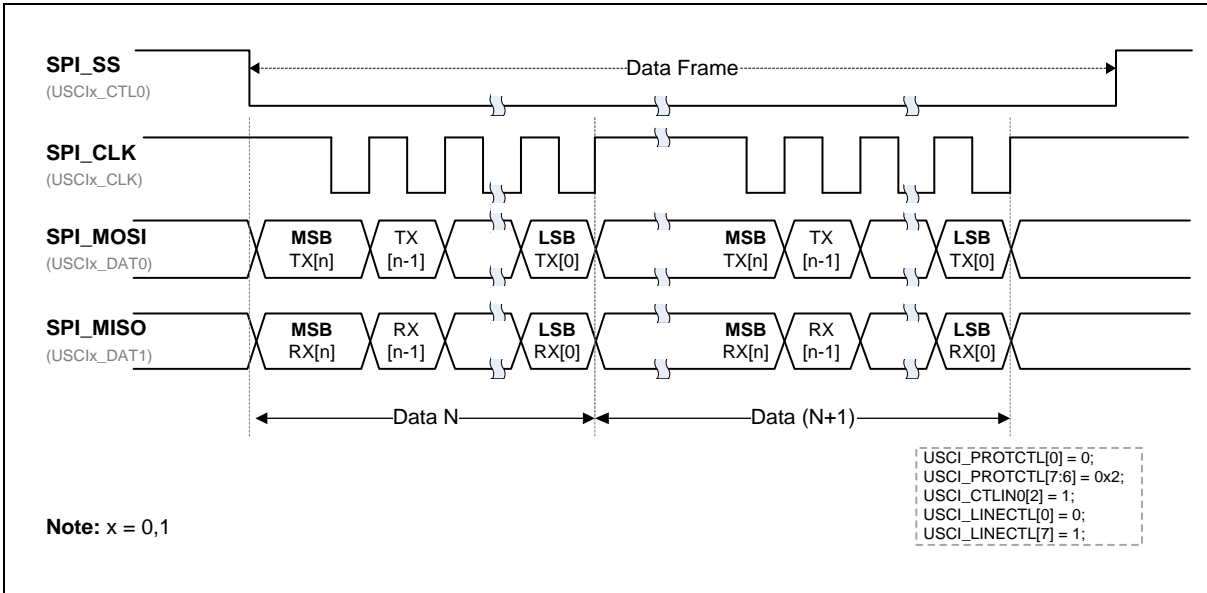 SPI_SS
(USCIx_CTL0)
Data Frame
SPI_CLK
(USCIx_CLK)
SPI_MOSI
(USCIx_DAT0)
MSB
TX[n]
TX
[n-1]
LSB
TX[0]
MSB
TX[n]
TX
[n-1]
LSB
TX[0]
SPI_MISO
(USCIx_DAT1)
MSB
RX[n]
RX
[n-1]
LSB
RX[0]
MSB
RX[n]
RX
[n-1]
LSB
RX[0]
Data N
Data (N+1)
USCI_PROTCTL[0] = 0;
USCI_PROTCTL[7:6] = 0x2;
USCI_CTLIN0[2] = 1;
USCI_LINECTL[0] = 0;
USCI_LINECTL[7] = 1;
Note: x = 0,1